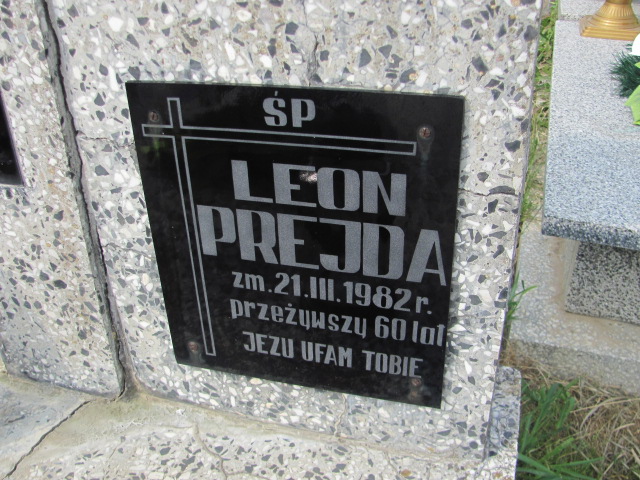 ŚP
LEON
PREJDA
zm. 21.III.1982 r.
przeżywszy 60 lat
JEZU UFAM TOBIE